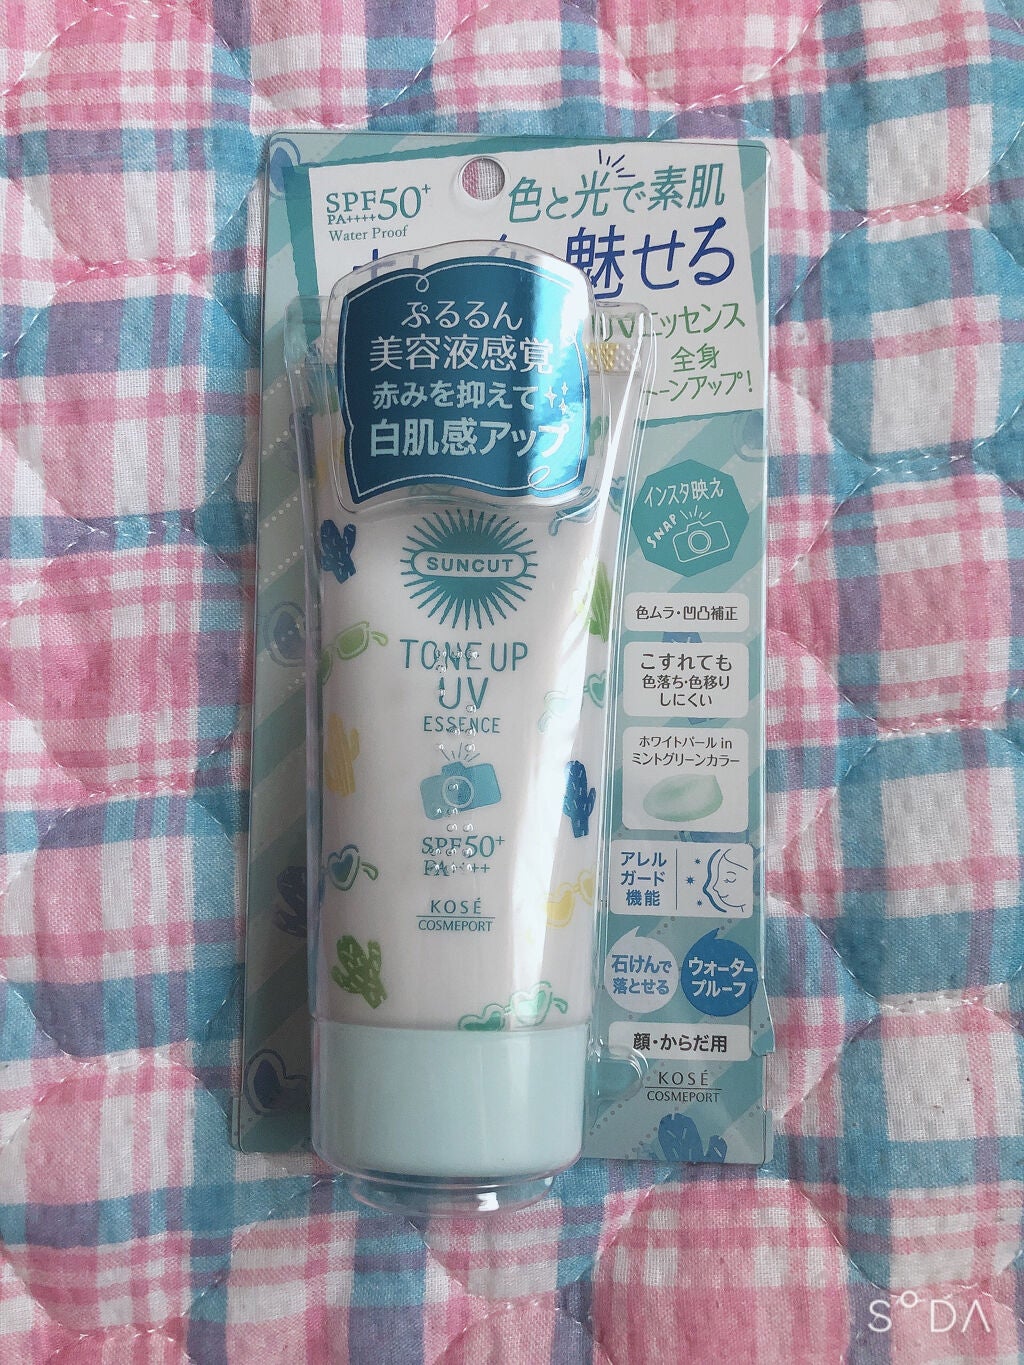 SPF50+
PA++++
Water Proof
色と光で素肌
魅せる
UVエッセンス
全身
トーンアップ!
ぷるるん
美容液感覚
赤みを抑えて
白肌感アップ
インスタ映え
SNAP
SUNCUT
TONE UP
UV
ESSENCE
SPF50+
PA++++
KOSÉ
COSMEPORT
色ムラ・凹凸補正
こすれても
色落ち・色移り
しにくい
ホワイトパール in
ミントグリーンカラー
アレル
ガード
機能
石けんで
落とせる
ウォーター
プルーフ
顔・からだ用
KOSÉ
COSMEPORT
SODA